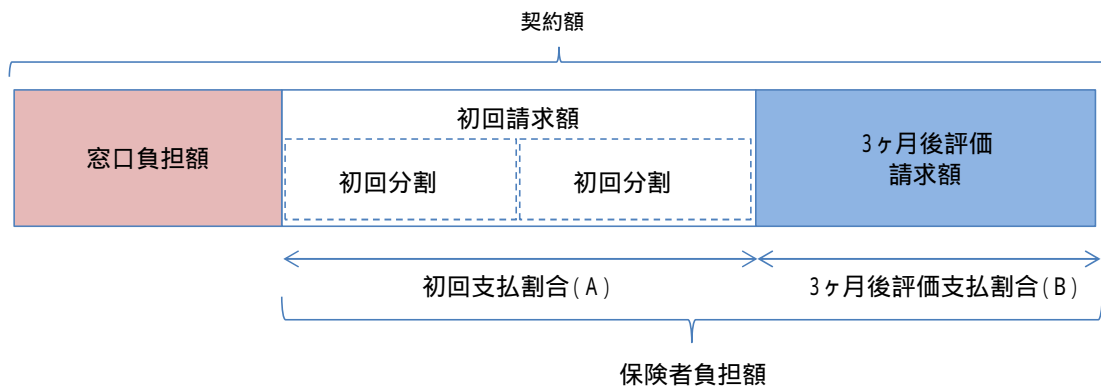 契約額
窓口負担額
初回請求額
初回分割
初回分割
3ヶ月後評価
請求額
初回支払割合(A)
3ヶ月後評価支払割合(B)
保険者負担額